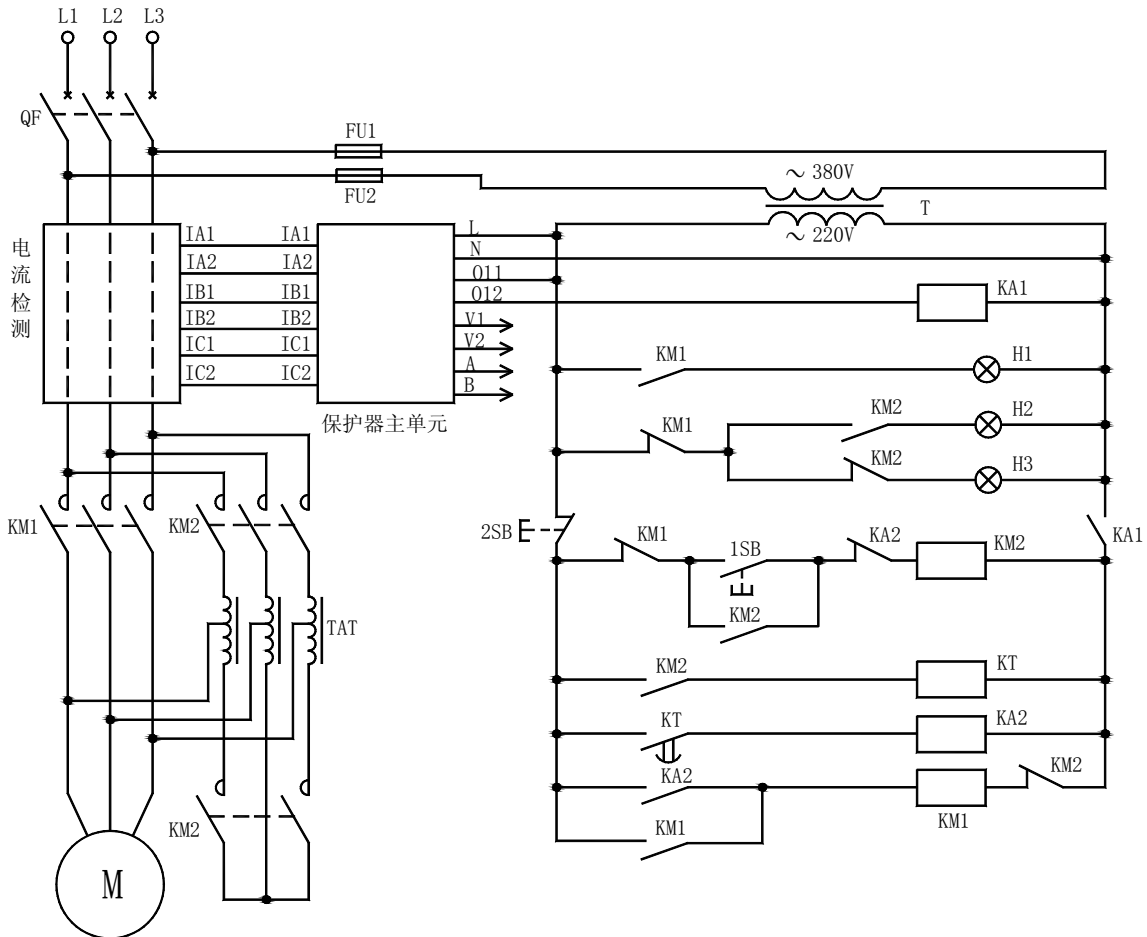 L1 L2 L3
QF
FU1
FU2
～ 380V
T
～ 220V
电流检测
IA1 IA1
IA2 IA2
IB1 IB1
IB2 IB2
IC1 IC1
IC2 IC2
L
N
011
012
V1
V2
A
B
保护器主单元
KA1
KM1 H1
KM1 KM2 H2
KM2 H3
KM1 KM2
2SB KM1 1SB KA2 KM2 KA1
KM2
TAT
KM2 KT
KT KA2
KA2 KM2
KM1
KM1
KM2
M